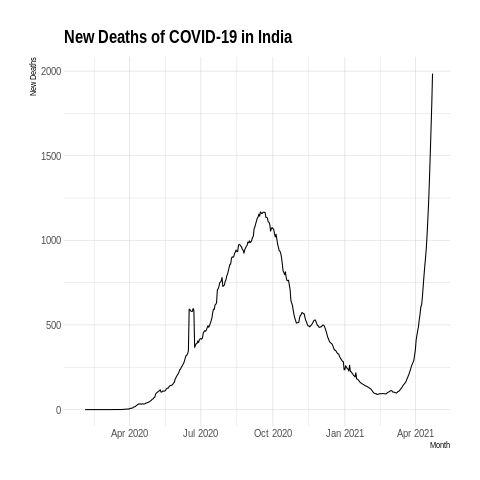 New Deaths of COVID-19 in India
New Deaths
2000
1500
1000
500
0
Apr 2020 Jul 2020 Oct 2020 Jan 2021 Apr 2021
Month